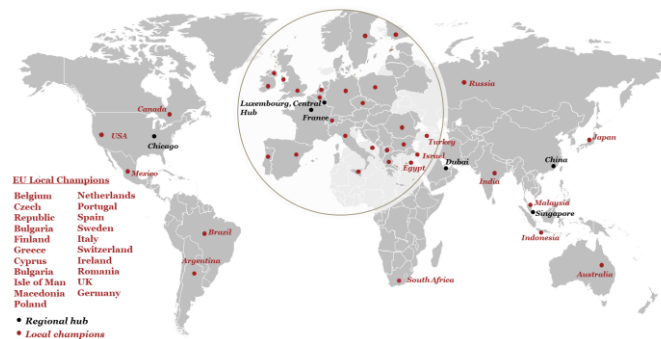 Canada
USA
Chicago
Mexico
Luxembourg, Central
Hub
France
Russia
Turkey
Israel
Egypt
Dubai
India
China
Japan
Malaysia
Singapore
Indonesia
Brazil
Argentina
South Africa
Australia
EU Local Champions
Belgium Netherlands
Czech Portugal
Republic Spain
Bulgaria Sweden
Finland Italy
Greece Switzerland
Cyprus Ireland
Bulgaria Romania
Isle of Man UK
Macedonia Germany
Poland
Regional hub
Local champions